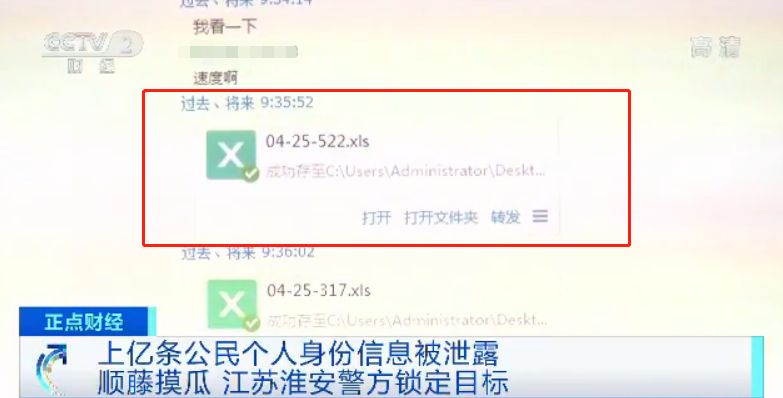 过去、将来 9:34:14
我看一下
CCTV 2
财经
高清
速度啊
过去、将来 9:35:52
04-25-522.xls
成功存至C:\Users\Administrator\Deskt...
打开 打开文件夹 转发
过去、将来 9:36:02
04-25-317.xls
成功存至C:\Users\Administrator\Deskt...
正点财经
上亿条公民个人身份信息被泄露
顺藤摸瓜 江苏淮安警方锁定目标